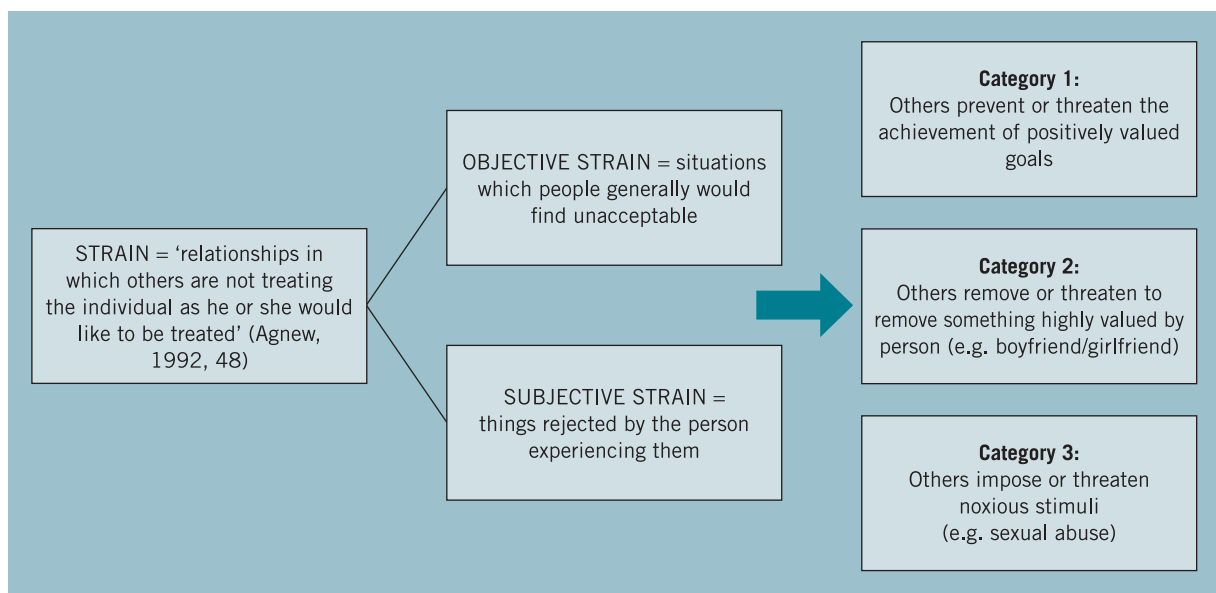 STRAIN = ‘relationships in
which others are not treating
the individual as he or she would
like to be treated’ (Agnew,
1992, 48)
OBJECTIVE STRAIN = situations
which people generally would
find unacceptable
SUBJECTIVE STRAIN =
things rejected by the person
experiencing them
Category 1:
Others prevent or threaten the
achievement of positively valued
goals
Category 2:
Others remove or threaten to
remove something highly valued by
person (e.g. boyfriend/girlfriend)
Category 3:
Others impose or threaten
noxious stimuli
(e.g. sexual abuse)